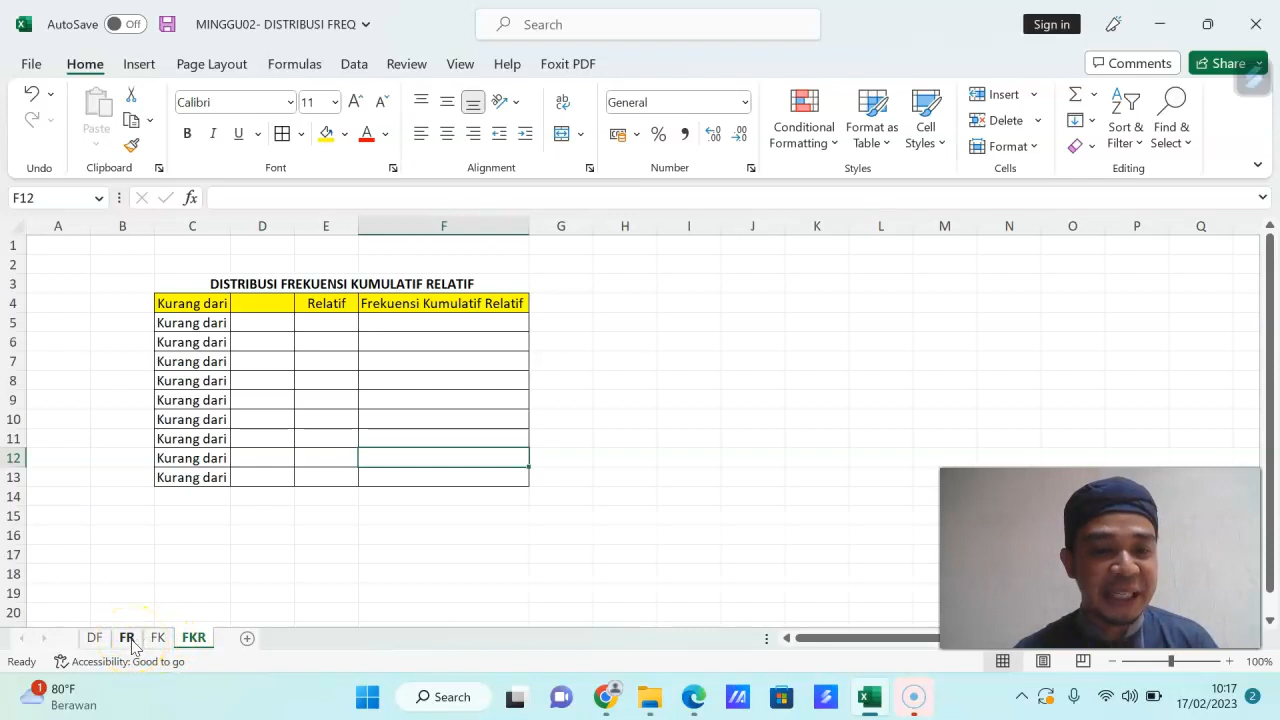 AutoSave Off MINGGU02- DISTRIBUSI FREQ Search Sign in
File Home Insert Page Layout Formulas Data Review View Help Foxit PDF Comments Share
Calibri 11 General
Paste
B I U
Conditional Formatting
Format as Table
Cell Styles
Insert
Delete
Format
Sort & Filter
Find & Select
Undo Clipboard Font Alignment Number Styles Cells Editing
F12 fx
A B C D E F G H I J K L M N O P Q
1
2
3 DISTRIBUSI FREKUENSI KUMULATIF RELATIF
4 Kurang dari Relatif Frekuensi Kumulatif Relatif
5 Kurang dari
6 Kurang dari
7 Kurang dari
8 Kurang dari
9 Kurang dari
10 Kurang dari
11 Kurang dari
12 Kurang dari
13 Kurang dari
14
15
16
17
18
19
20
DF FR FK FKR
Ready Accessibility: Good to go 100%
1 80°F
Berawan
Search
10:17
17/02/2023 2